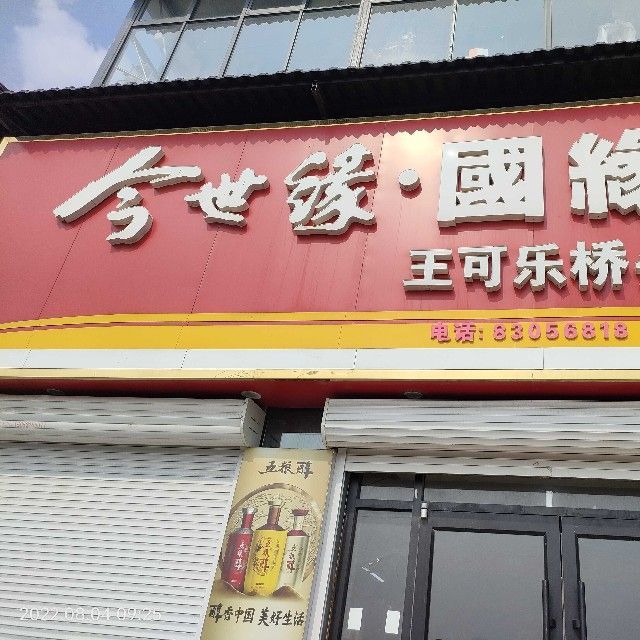 今世缘·國緣
王可乐桥
电话: 83056818
五粮醇
醇香中国 美好生活
2022.08.04 09:25